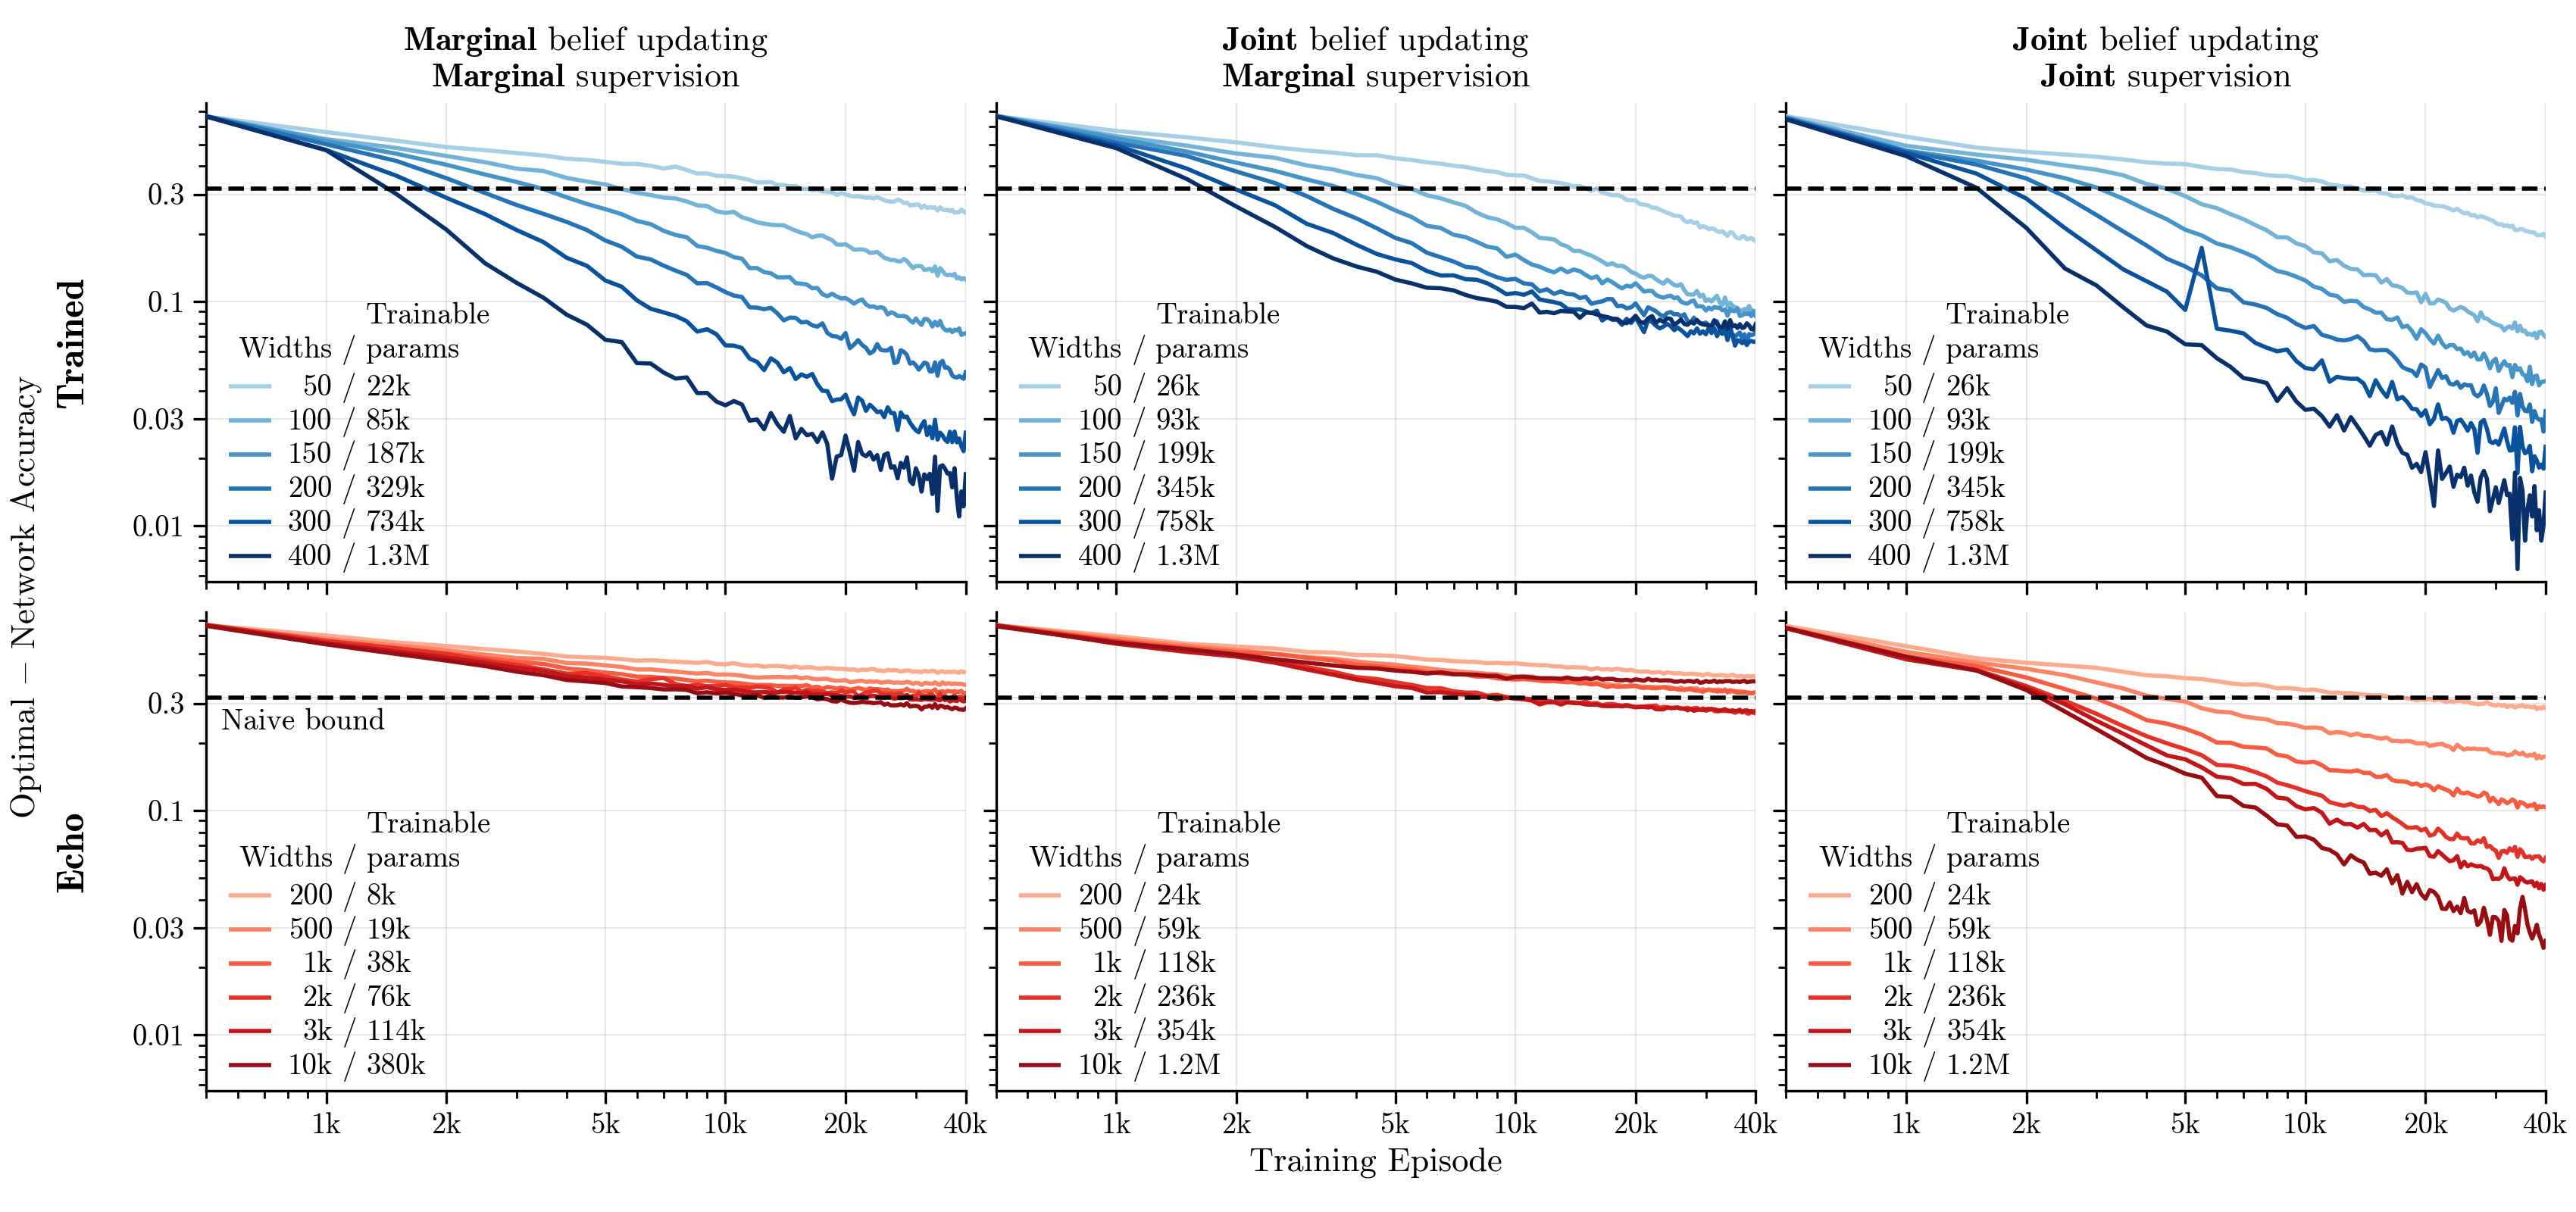 Marginal belief updating
Marginal supervision
Joint belief updating
Marginal supervision
Joint belief updating
Joint supervision
Optimal – Network Accuracy
Trained
0.3
0.1
0.03
0.01
Trainable
Widths / params
50 / 22k
100 / 85k
150 / 187k
200 / 329k
300 / 734k
400 / 1.3M
Trainable
Widths / params
50 / 26k
100 / 93k
150 / 199k
200 / 345k
300 / 758k
400 / 1.3M
Trainable
Widths / params
50 / 26k
100 / 93k
150 / 199k
200 / 345k
300 / 758k
400 / 1.3M
Echo
0.3
0.1
0.03
0.01
Naive bound
Trainable
Widths / params
200 / 8k
500 / 19k
1k / 38k
2k / 76k
3k / 114k
10k / 380k
Trainable
Widths / params
200 / 24k
500 / 59k
1k / 118k
2k / 236k
3k / 354k
10k / 1.2M
Trainable
Widths / params
200 / 24k
500 / 59k
1k / 118k
2k / 236k
3k / 354k
10k / 1.2M
1k 2k 5k 10k 20k 40k
1k 2k 5k 10k 20k 40k
1k 2k 5k 10k 20k 40k
Training Episode